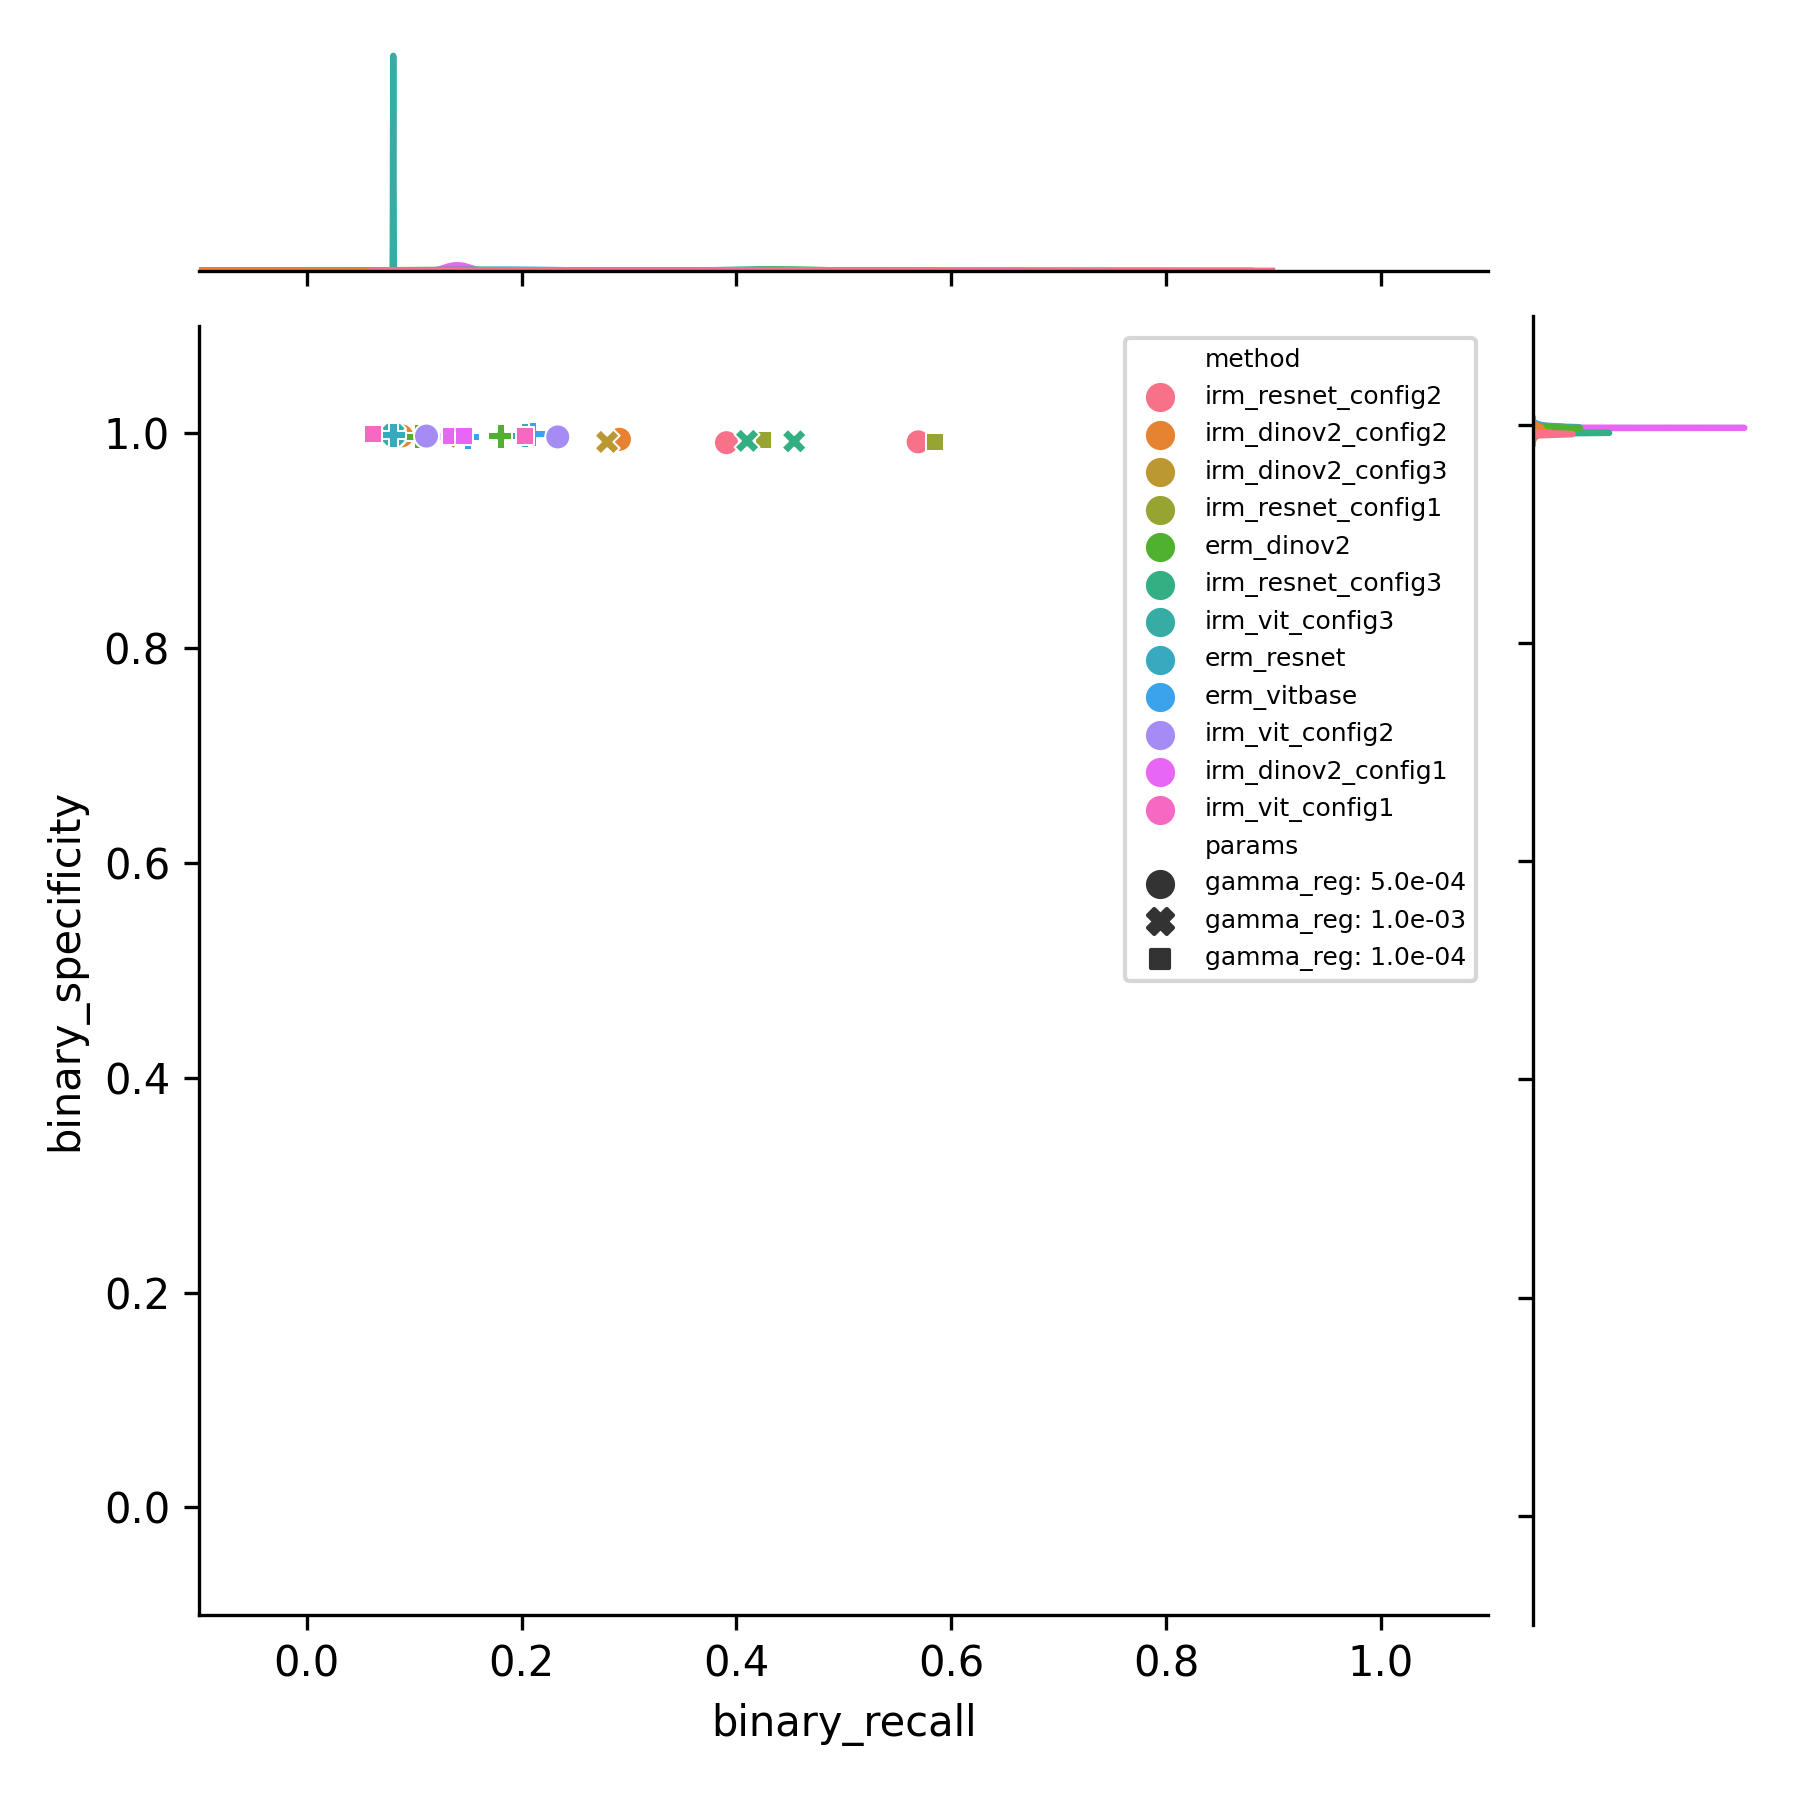 method
irm_resnet_config2
irm_dinov2_config2
irm_dinov2_config3
irm_resnet_config1
erm_dinov2
irm_resnet_config3
irm_vit_config3
erm_resnet
erm_vitbase
irm_vit_config2
irm_dinov2_config1
irm_vit_config1
params
gamma_reg: 5.0e-04
gamma_reg: 1.0e-03
gamma_reg: 1.0e-04
binary_specificity
1.0
0.8
0.6
0.4
0.2
0.0
0.0 0.2 0.4 0.6 0.8 1.0
binary_recall